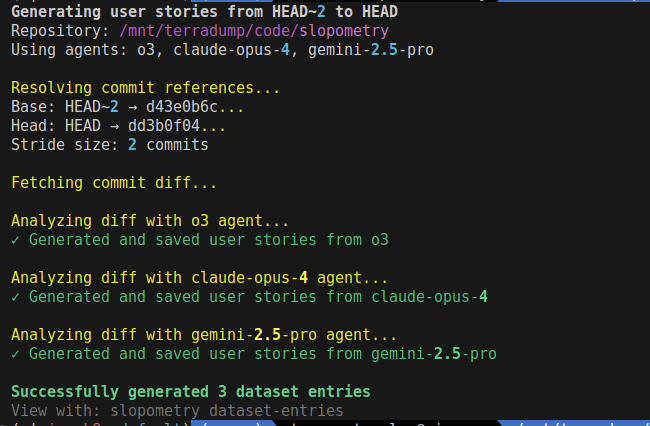 Generating user stories from HEAD~2 to HEAD
Repository: /mnt/terradump/code/slopometry
Using agents: o3, claude-opus-4, gemini-2.5-pro
Resolving commit references...
Base: HEAD~2 → d43e0b6c...
Head: HEAD → dd3b0f04...
Stride size: 2 commits
Fetching commit diff...
Analyzing diff with o3 agent...
✓ Generated and saved user stories from o3
Analyzing diff with claude-opus-4 agent...
✓ Generated and saved user stories from claude-opus-4
Analyzing diff with gemini-2.5-pro agent...
✓ Generated and saved user stories from gemini-2.5-pro
Successfully generated 3 dataset entries
View with: slopometry dataset-entries